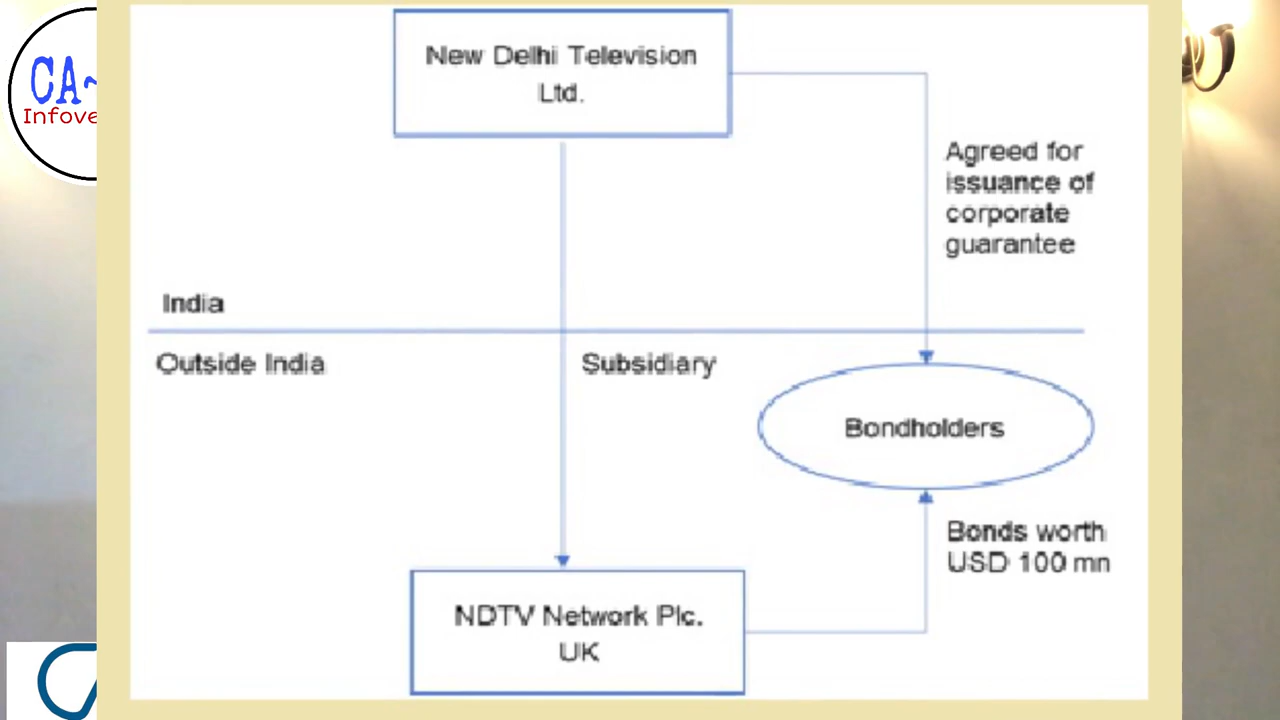 CA~
Infove
New Delhi Television
Ltd.
Agreed for
issuance of
corporate
guarantee
India
Outside India
Subsidiary
Bondholders
Bonds worth
USD 100 mn
NDTV Network Plc.
UK